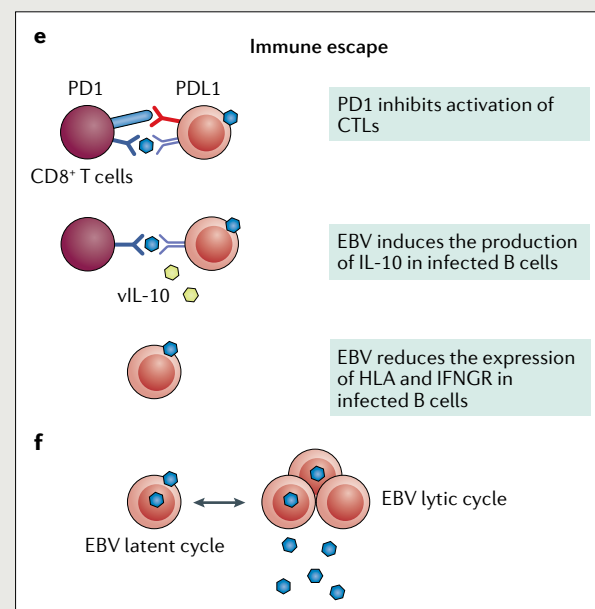 e
Immune escape
PD1
PDL1
PD1 inhibits activation of
CTLs
CD8⁺ T cells
EBV induces the production
of IL-10 in infected B cells
vIL-10
EBV reduces the expression
of HLA and IFNGR in
infected B cells
f
EBV lytic cycle
EBV latent cycle